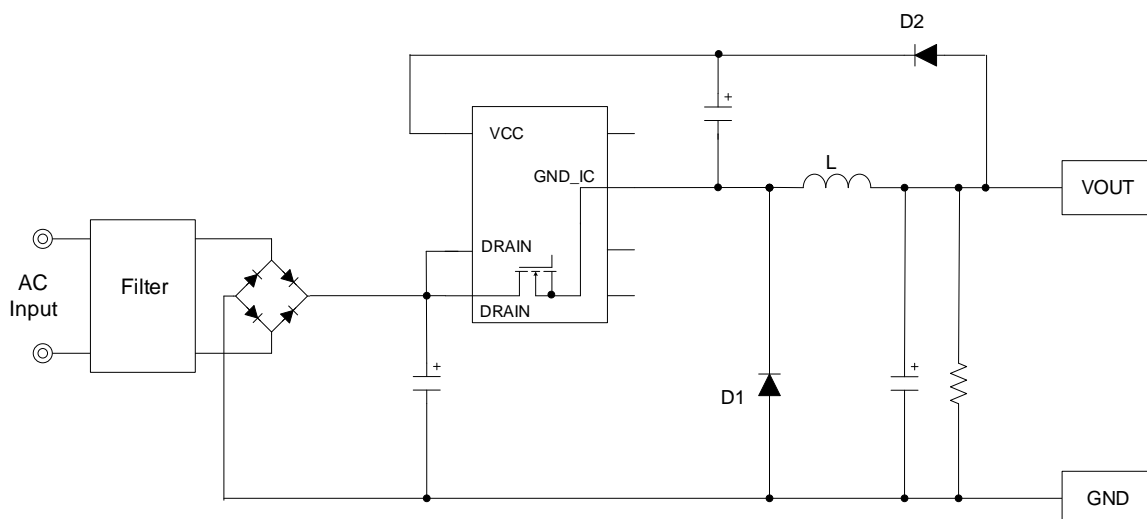 D2
+
VCC
GND_IC
L
VOUT
DRAIN
AC
Input
Filter
DRAIN
+
D1
+
GND